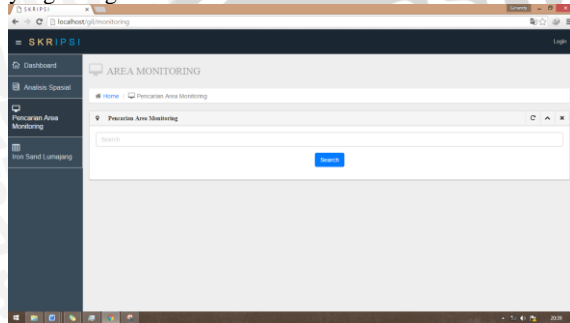 SKRIPSI
localhost/gil/monitoring
SKRIPSI
Login
Dashboard
AREA MONITORING
Analisis Spasial
Home / Pencarian Area Monitoring
Pencarian Area Monitoring
Pencarian Area Monitoring
Search
Search
Iron Sand Lumajang
20:39